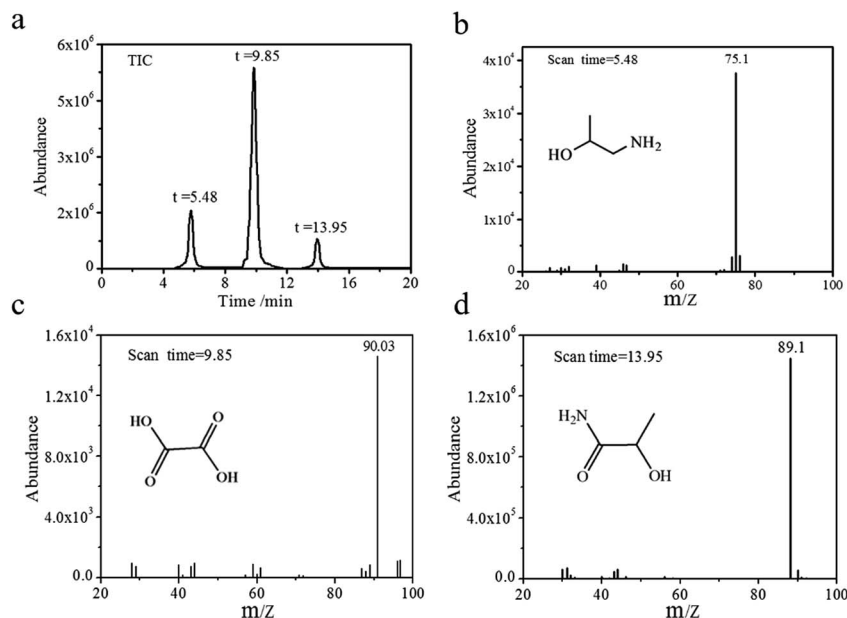 a
TIC
t =5.48
t =9.85
t =13.95
6x10⁶
5x10⁶
3x10⁶
2x10⁶
0
Abundance
0 4 8 12 16 20
Time /min
b
Scan time=5.48
75.1
HO
NH₂
4x10⁴
3x10⁴
2x10⁴
1x10⁴
0
Abundance
20 40 60 80 100
m/Z
c
Scan time=9.85
90.03
HO
O
O
OH
1.6x10⁴
1.2x10⁴
8.0x10³
4.0x10³
0.0
Abundance
20 40 60 80 100
m/Z
d
Scan time=13.95
89.1
H₂N
O
OH
1.6x10⁶
1.2x10⁶
8.0x10⁵
4.0x10⁵
0.0
Abundance
20 40 60 80 100
m/Z